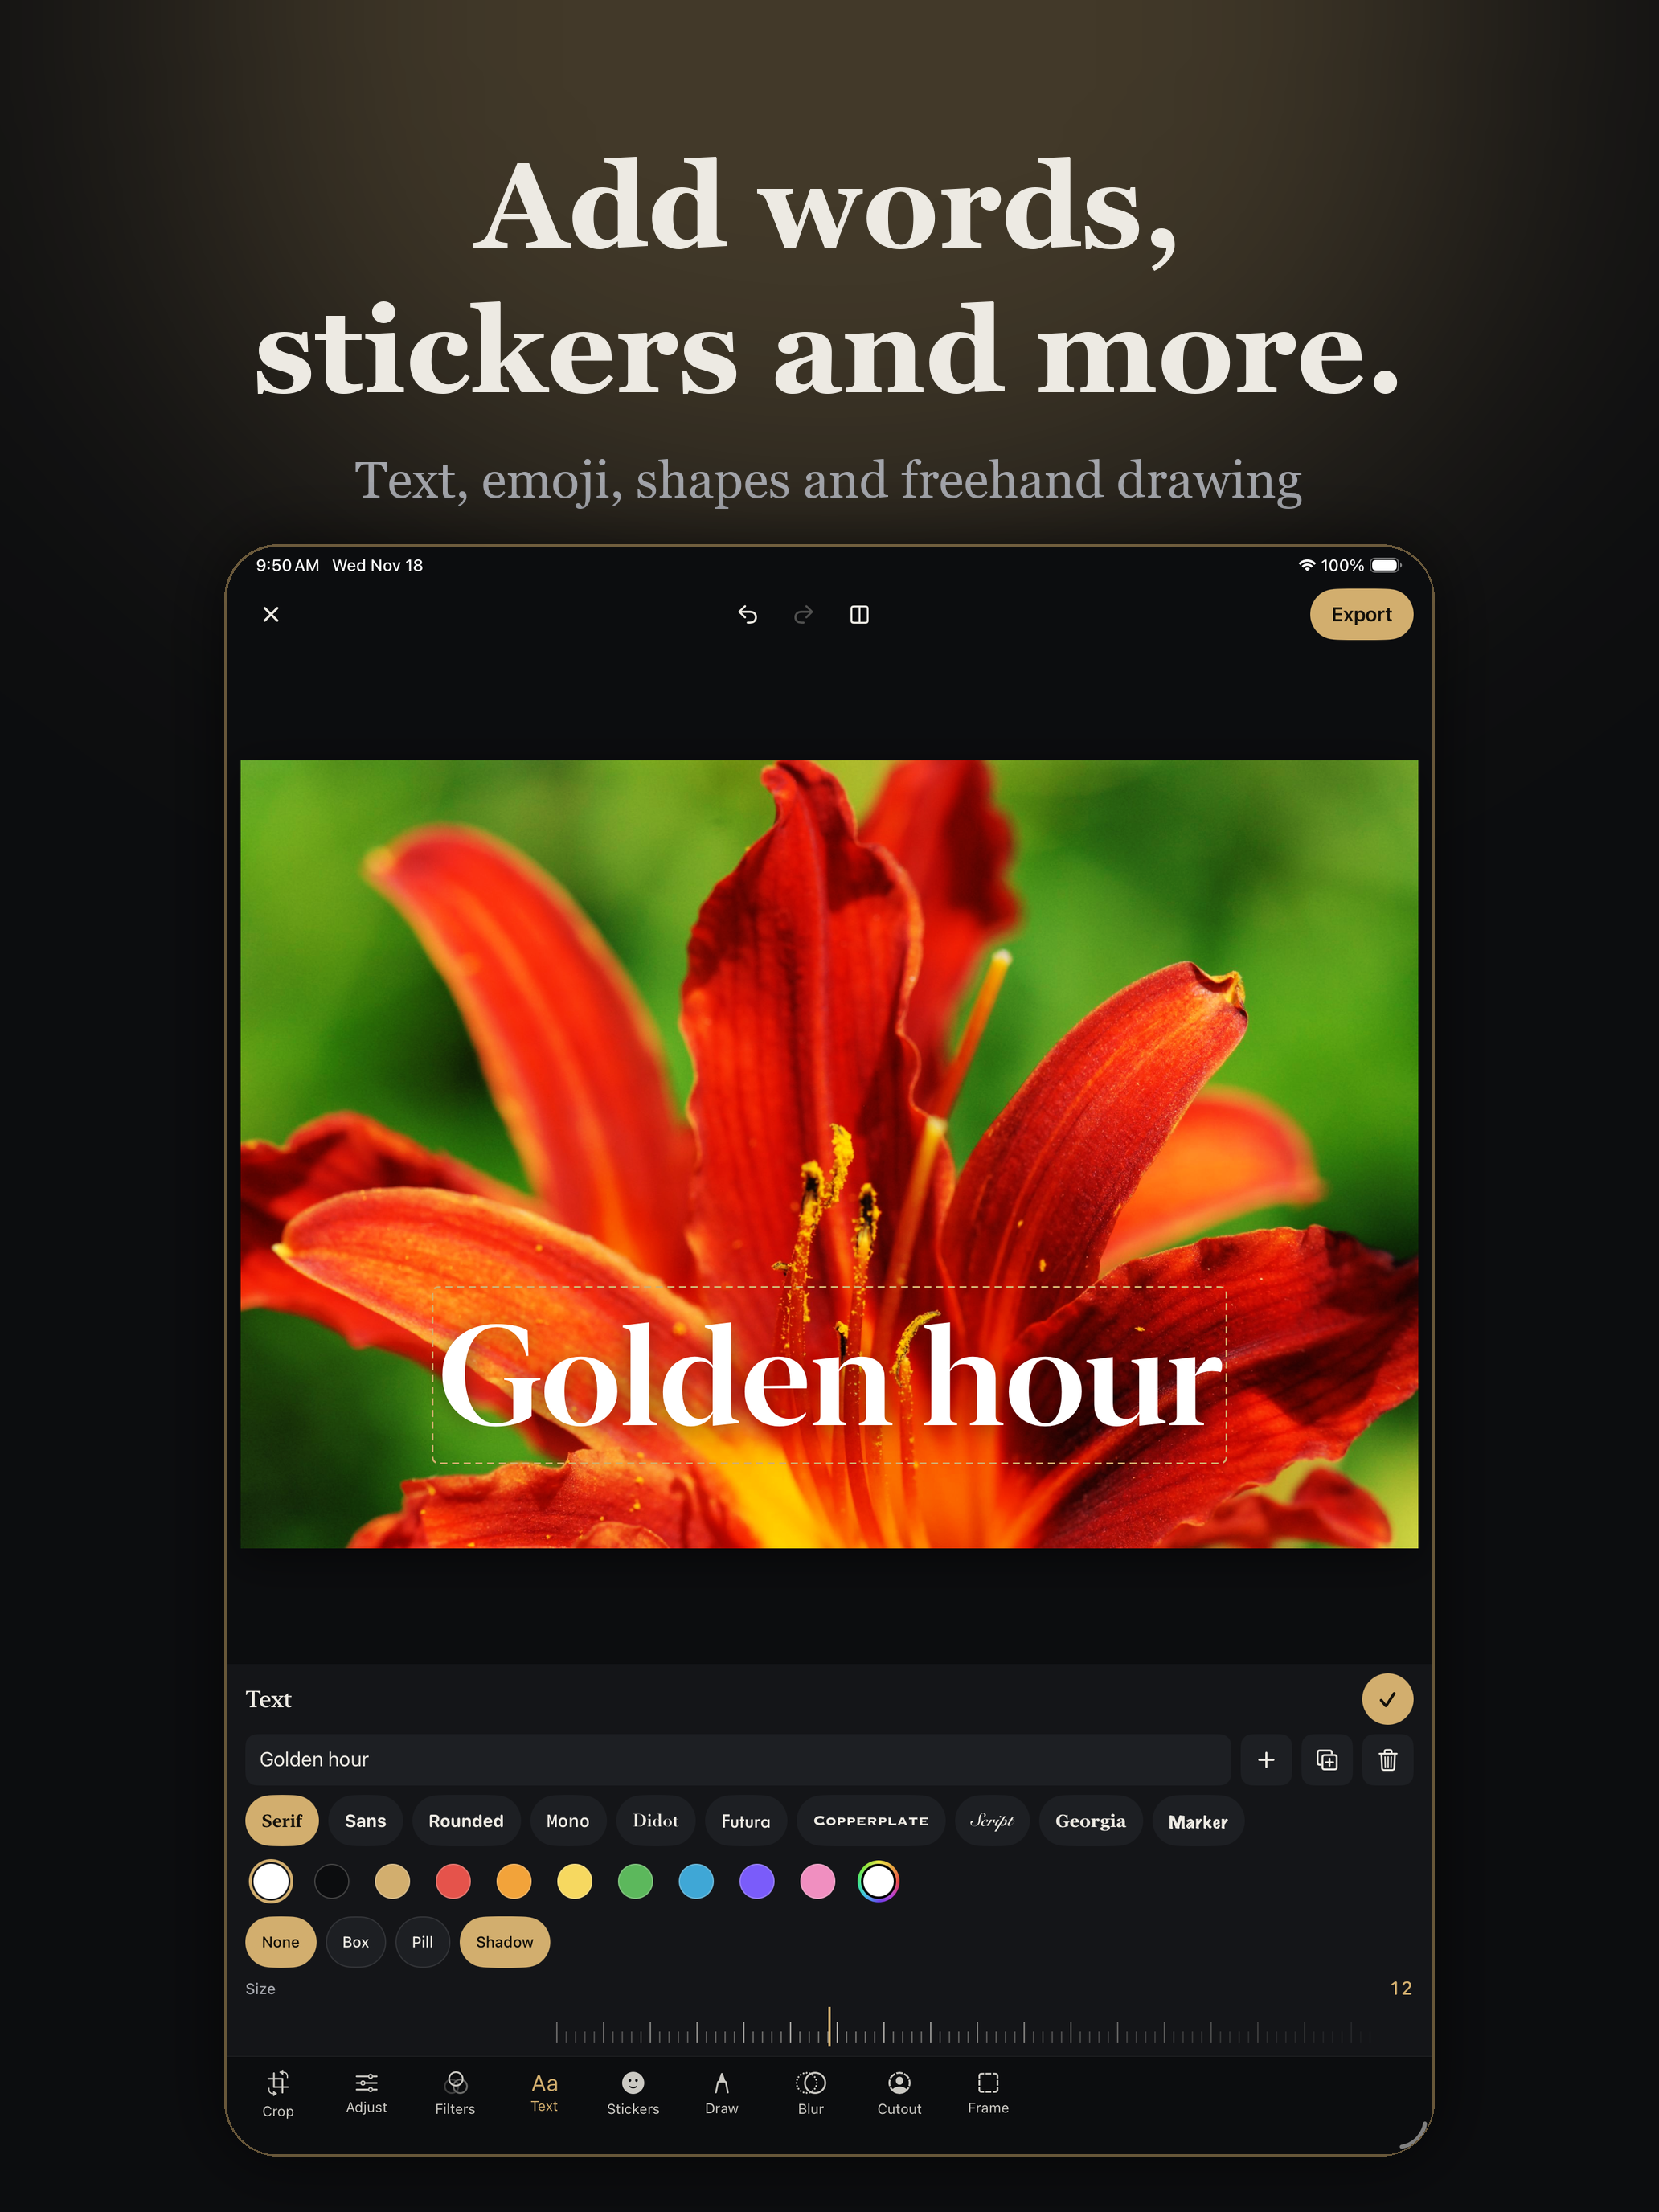 Add words,
stickers and more.
Text, emoji, shapes and freehand drawing
9:50 AM Wed Nov 18 100%
Export
Golden hour
Text
Golden hour
Serif Sans Rounded Mono Didot Futura COPPERPLATE Script Georgia Marker
None Box Pill Shadow
Size 12
Aa
Crop Adjust Filters Text Stickers Draw Blur Cutout Frame